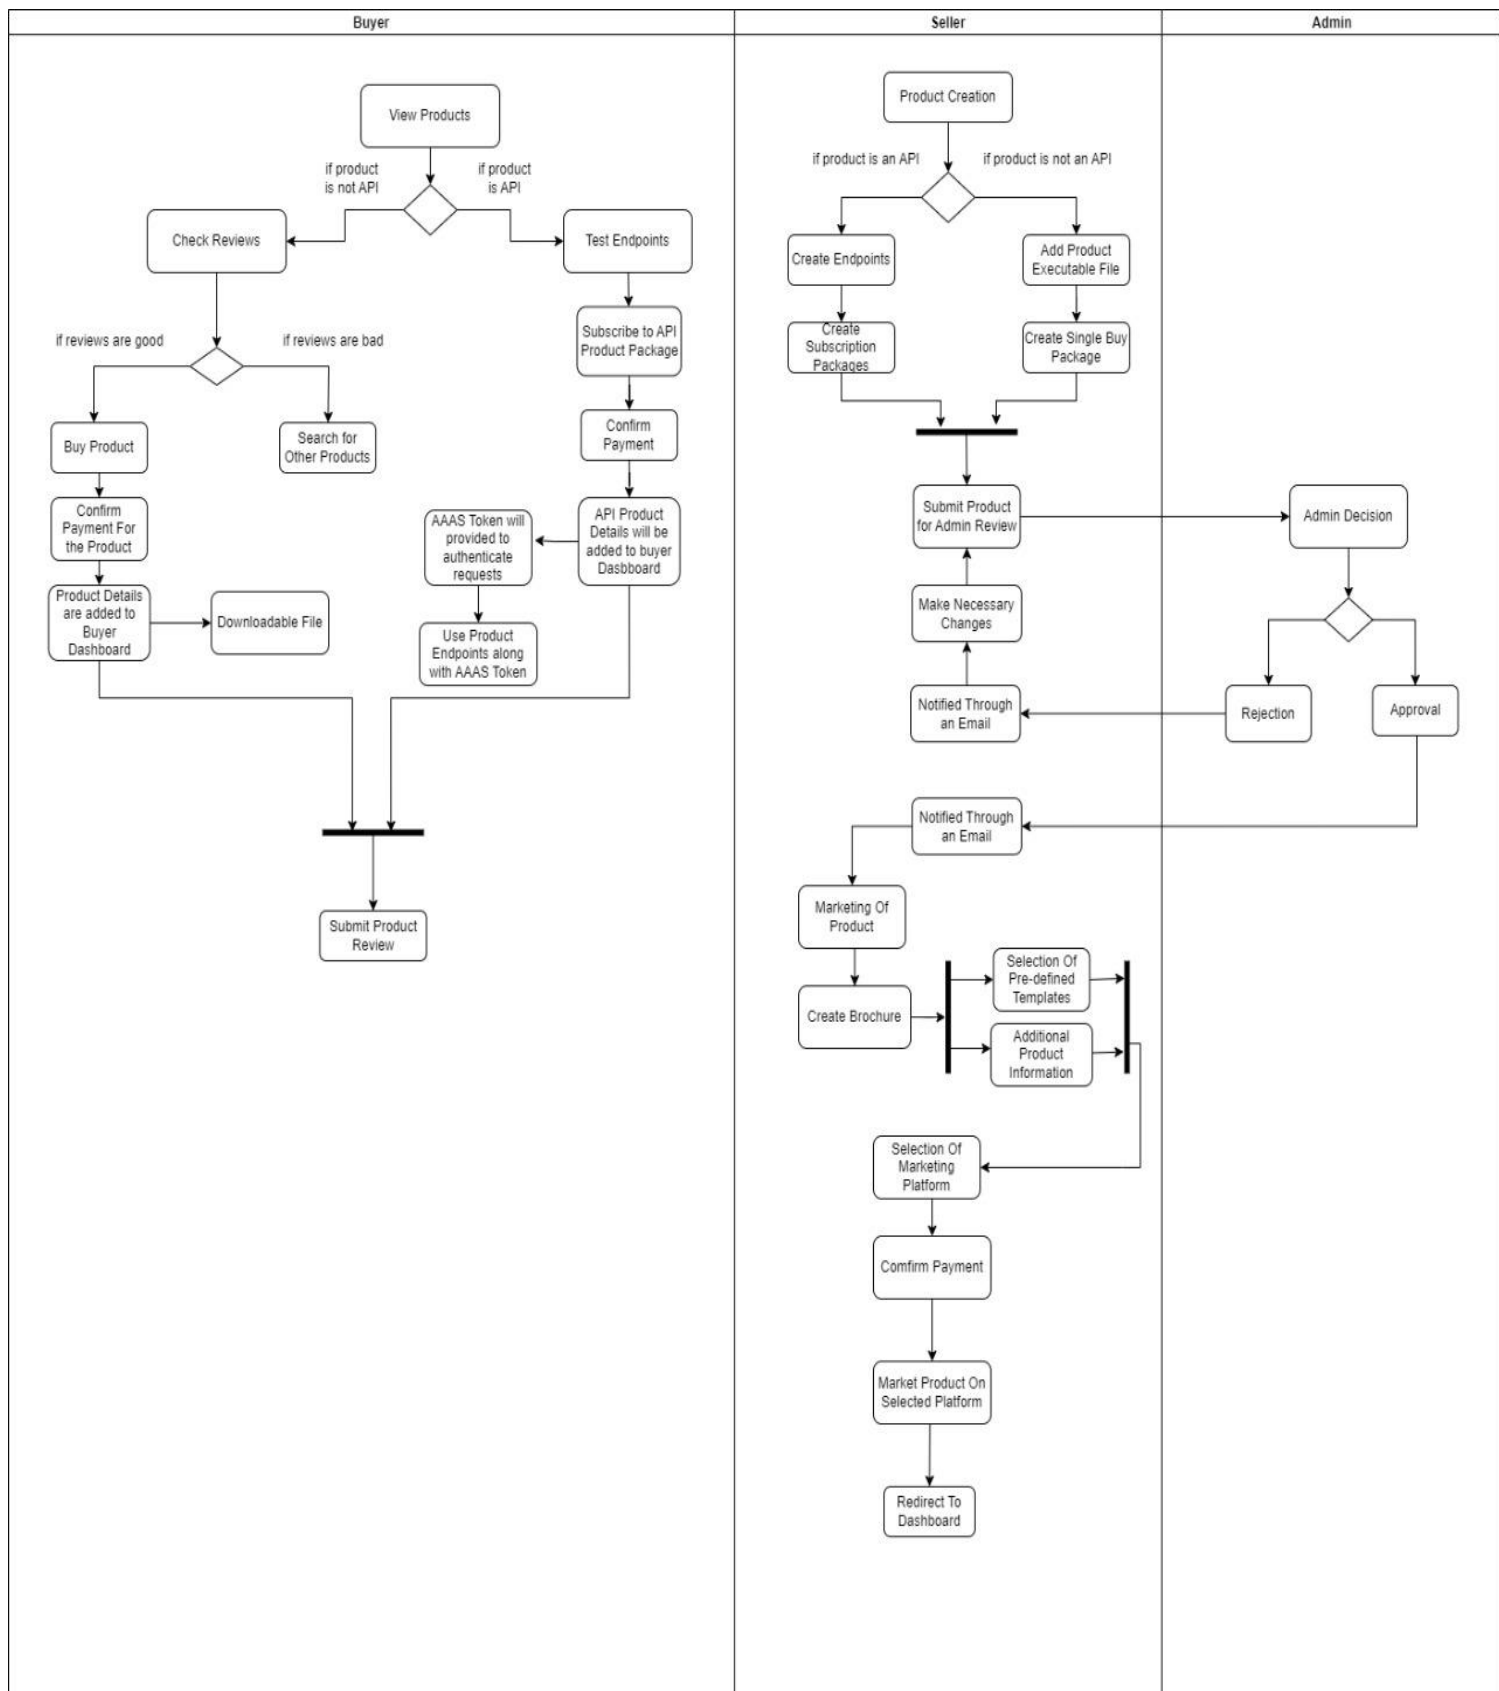 Buyer
Seller
Admin
View Products
if product
is not API
if product
is API
Check Reviews
Test Endpoints
if reviews are good
if reviews are bad
Subscribe to API
Product Package
Buy Product
Search for
Other Products
Confirm
Payment
Confirm
Payment For
the Product
AAAS Token will
provided to
authenticate
requests
API Product
Details will be
added to buyer
Dasbboard
Product Details
are added to
Buyer
Dashboard
Downloadable File
Use Product
Endpoints along
with AAAS Token
Submit Product
Review
Product Creation
if product is an API
if product is not an API
Create Endpoints
Add Product
Executable File
Create
Subscription
Packages
Create Single Buy
Package
Submit Product
for Admin Review
Make Necessary
Changes
Notified Through
an Email
Notified Through
an Email
Marketing Of
Product
Create Brochure
Selection Of
Pre-defined
Templates
Additional
Product
Information
Selection Of
Marketing
Platform
Comfirm Payment
Market Product On
Selected Platform
Redirect To
Dashboard
Admin Decision
Rejection
Approval